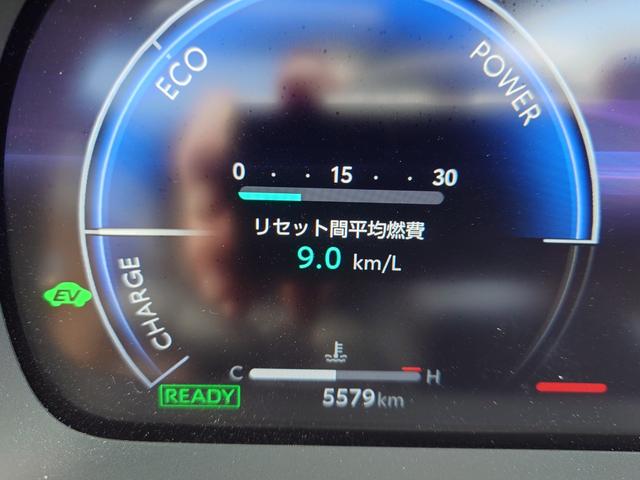 ECO
POWER
0 · · 15 · · 30
リセット間平均燃費
9.0 km/L
CHARGE
EV
C H
READY
5579km